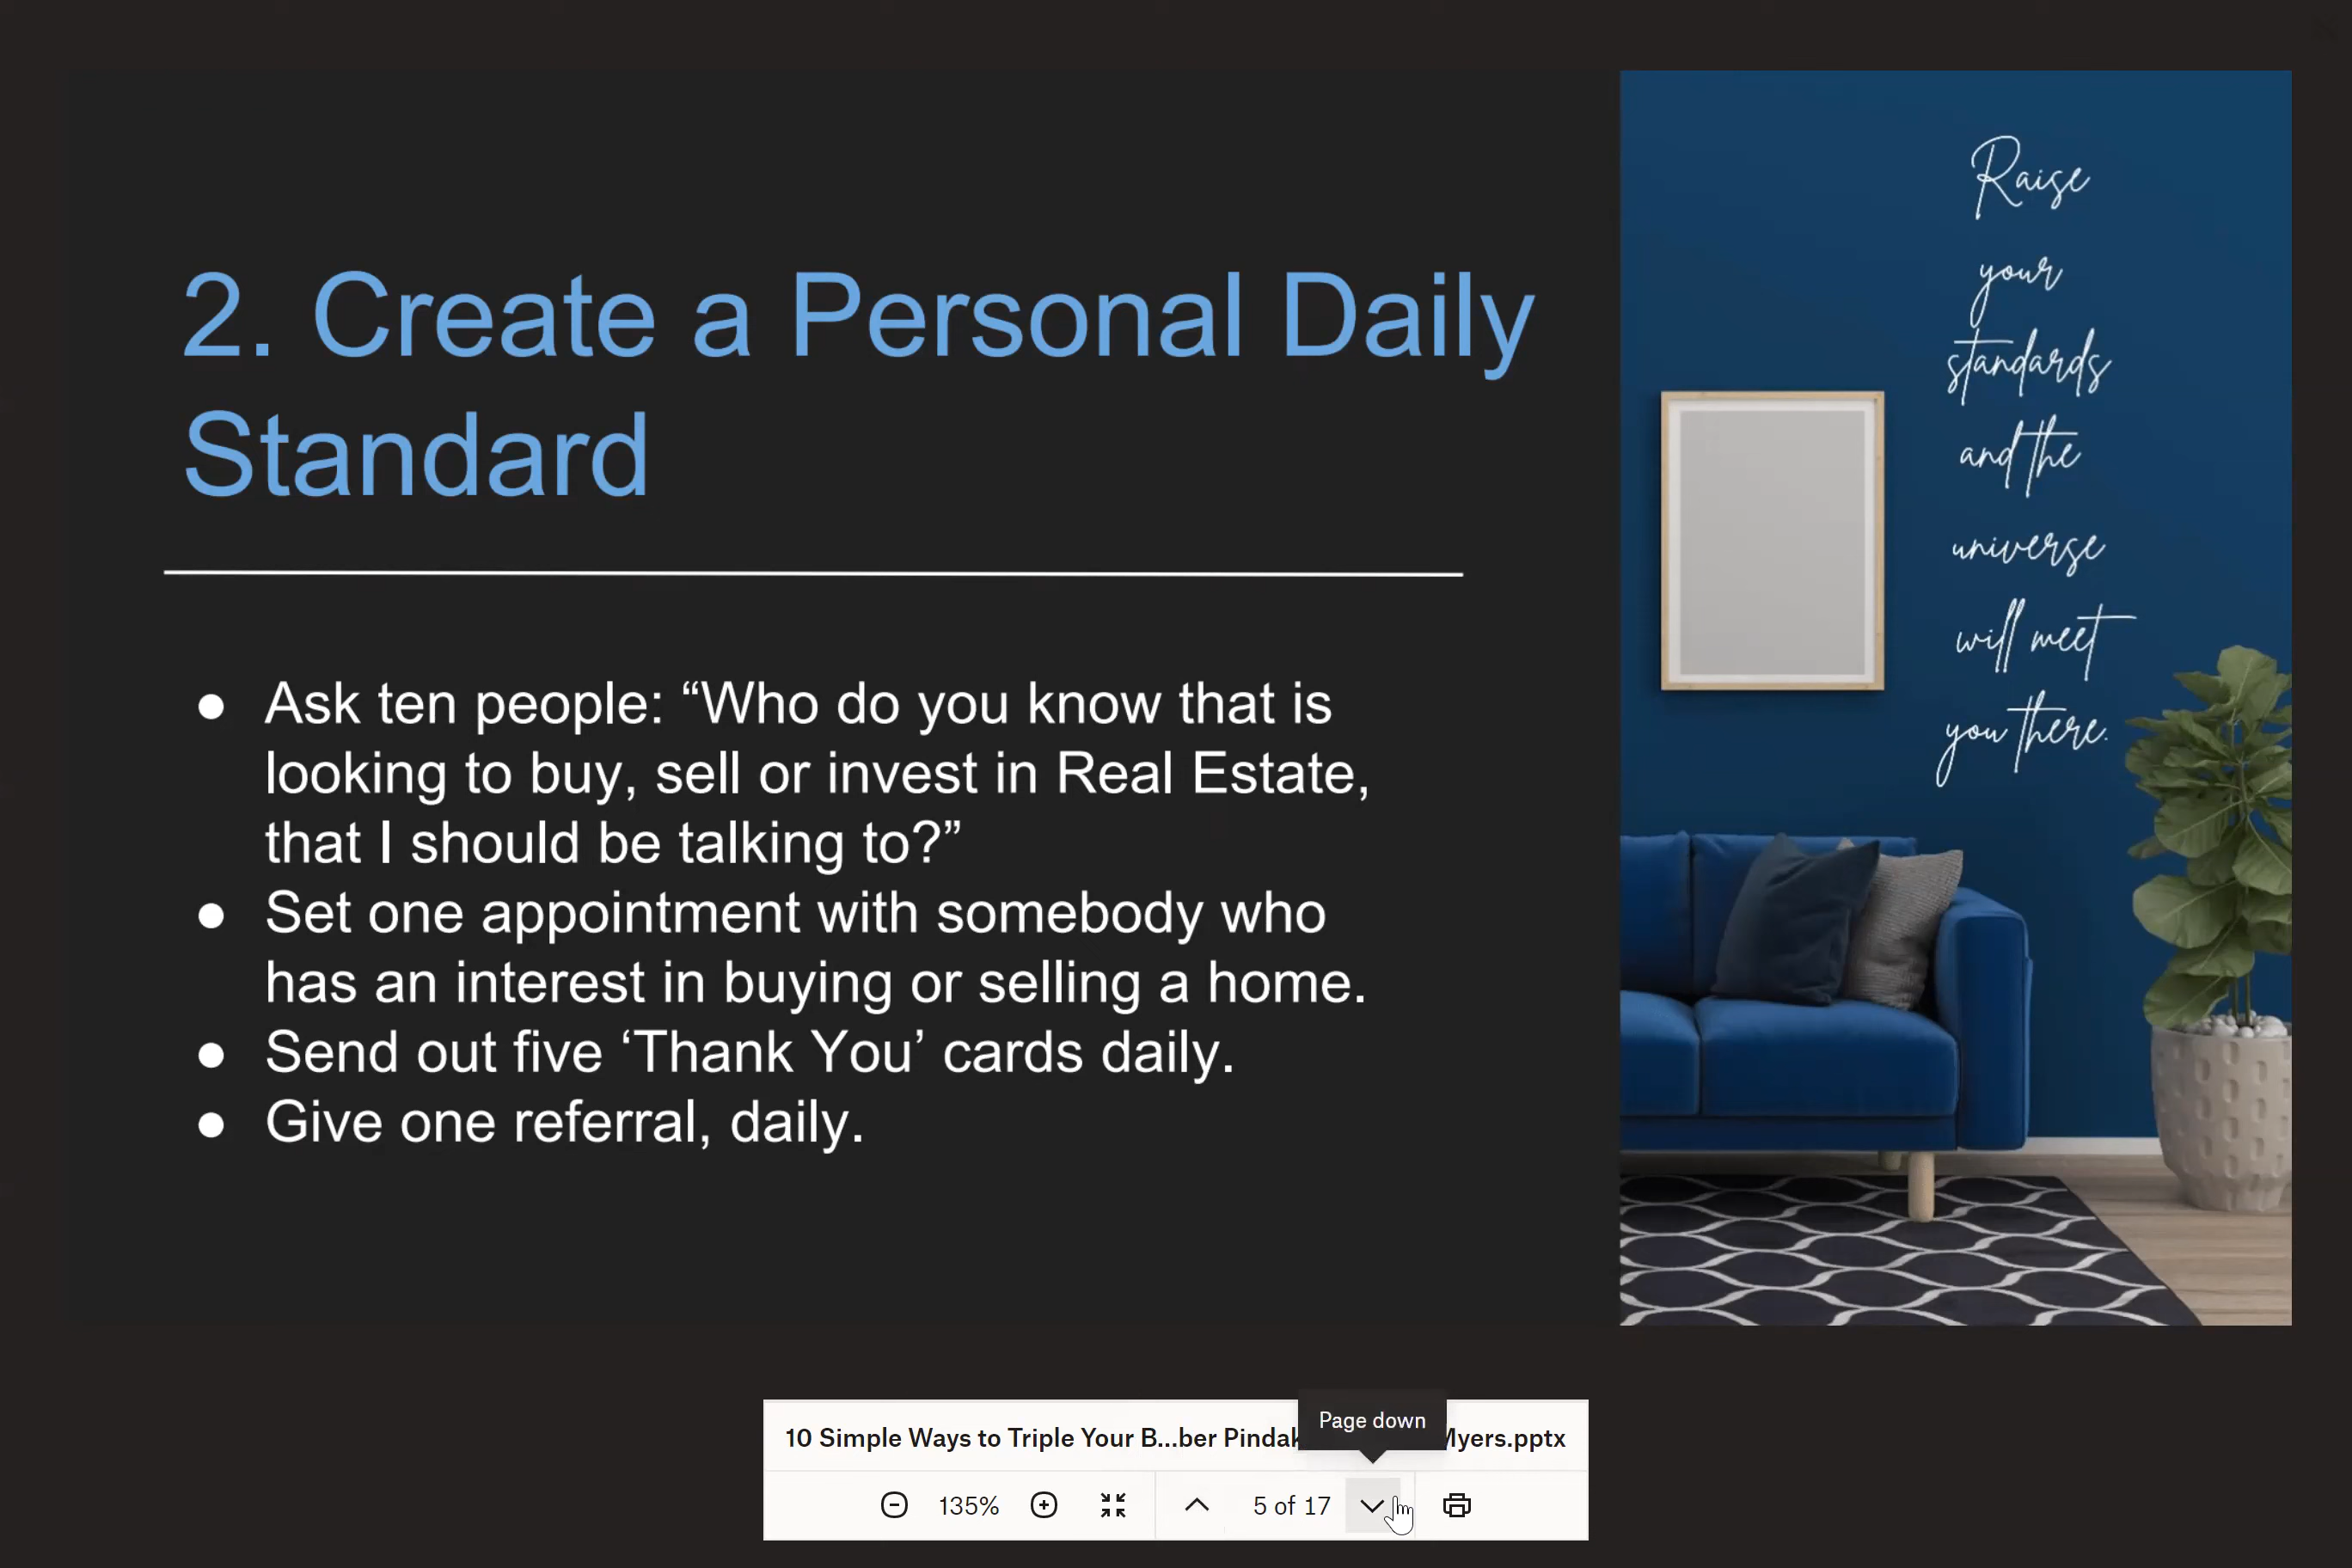 2. Create a Personal Daily
Standard
● Ask ten people: “Who do you know that is
looking to buy, sell or invest in Real Estate,
that I should be talking to?”
● Set one appointment with somebody who
has an interest in buying or selling a home.
● Send out five ‘Thank You’ cards daily.
● Give one referral, daily.
Raise
your
standards
and the
universe
will meet
you there.
Page down
10 Simple Ways to Triple Your B...ber Pindak Myers.pptx
135%
5 of 17